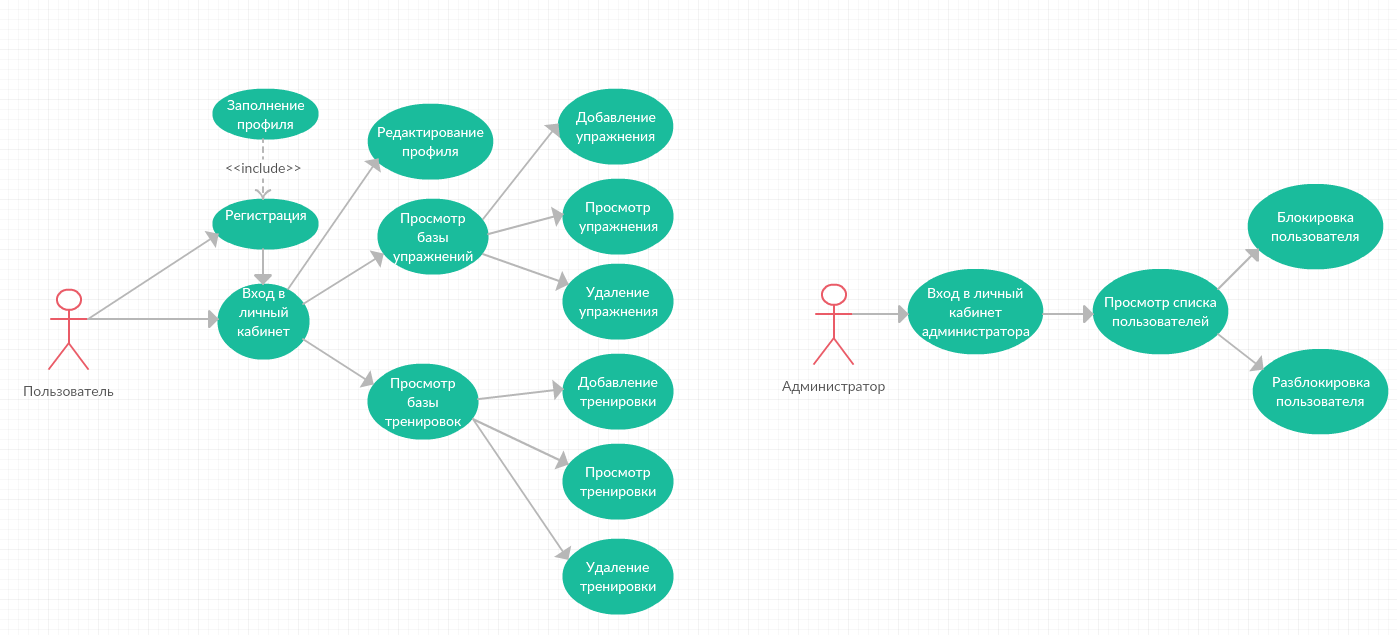 Заполнение
профиля
<<include>>
Регистрация
Вход в
личный
кабинет
Пользователь
Редактирование
профиля
Просмотр
базы
упражнений
Просмотр
базы
тренировок
Добавление
упражнения
Просмотр
упражнения
Удаление
упражнения
Добавление
тренировки
Просмотр
тренировки
Удаление
тренировки
Администратор
Вход в личный
кабинет
администратора
Просмотр списка
пользователей
Блокировка
пользователя
Разблокировка
пользователя